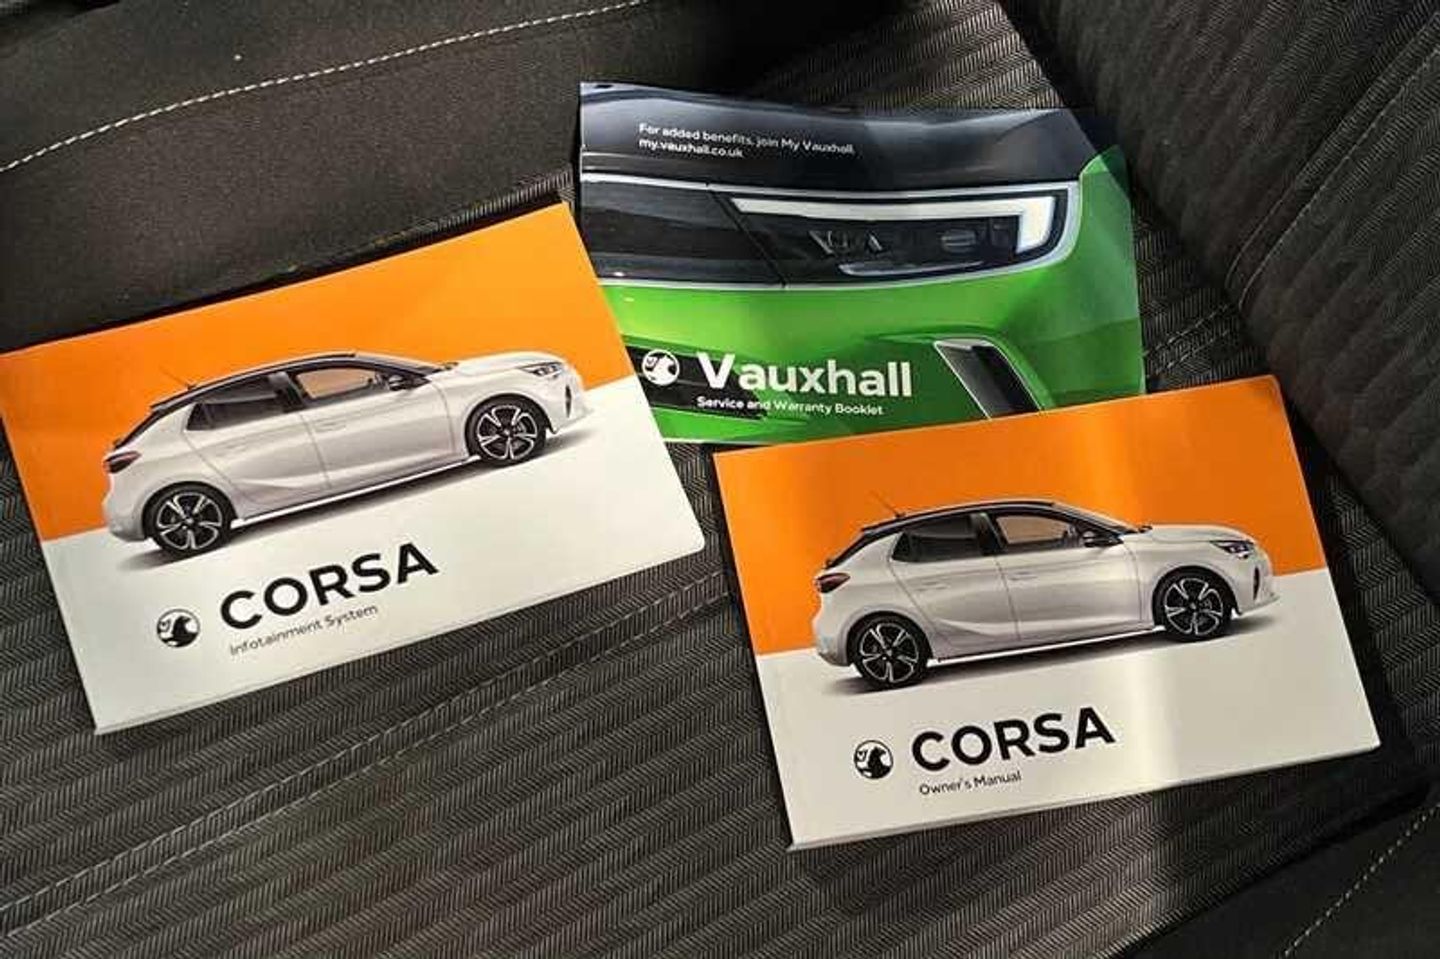 For added benefits, join My Vauxhall.
my.vauxhall.co.uk
Vauxhall
Service and Warranty Booklet
CORSA
Infotainment System
CORSA
Owner's Manual